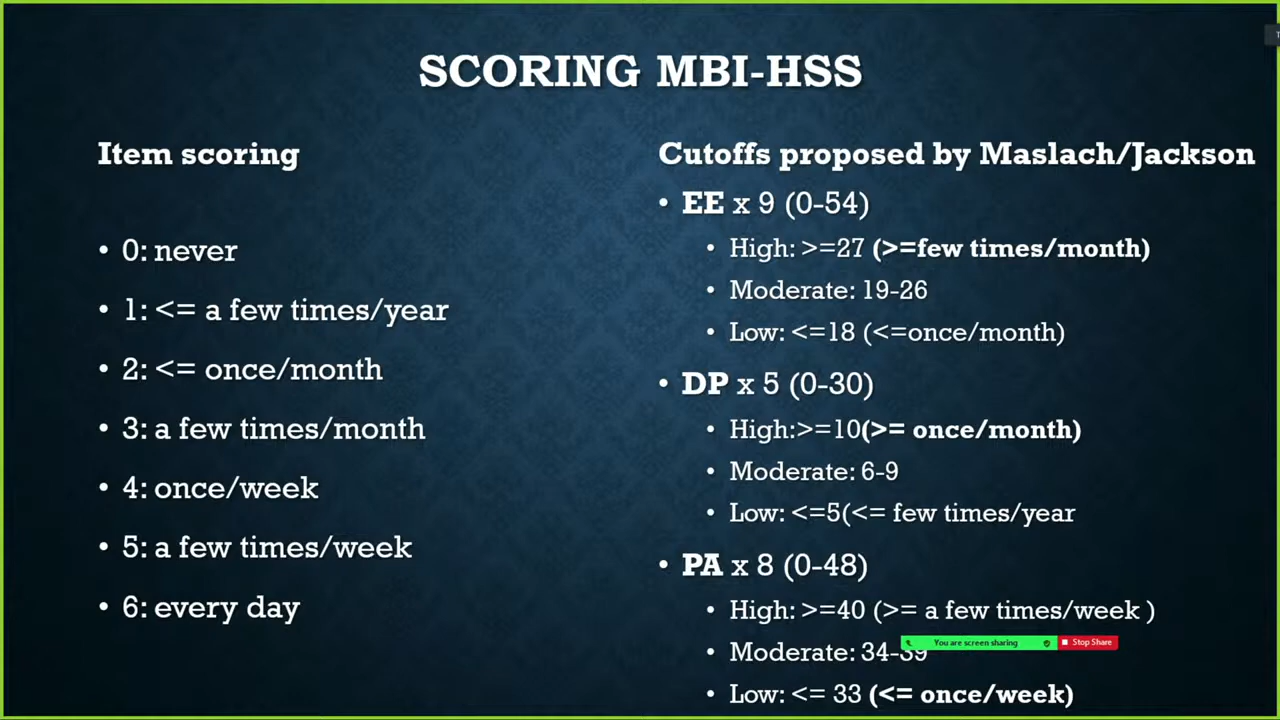 SCORING MBI-HSS
Item scoring
• 0: never
• 1: <= a few times/year
• 2: <= once/month
• 3: a few times/month
• 4: once/week
• 5: a few times/week
• 6: every day
Cutoffs proposed by Maslach/Jackson
• EE x 9 (0-54)
• High: >=27 (>=few times/month)
• Moderate: 19-26
• Low: <=18 (<=once/month)
• DP x 5 (0-30)
• High:>=10(>= once/month)
• Moderate: 6-9
• Low: <=5(<= few times/year
• PA x 8 (0-48)
• High: >=40 (>= a few times/week )
• Moderate: 34-39
• Low: <= 33 (<= once/week)
You are screen sharing
Stop Share